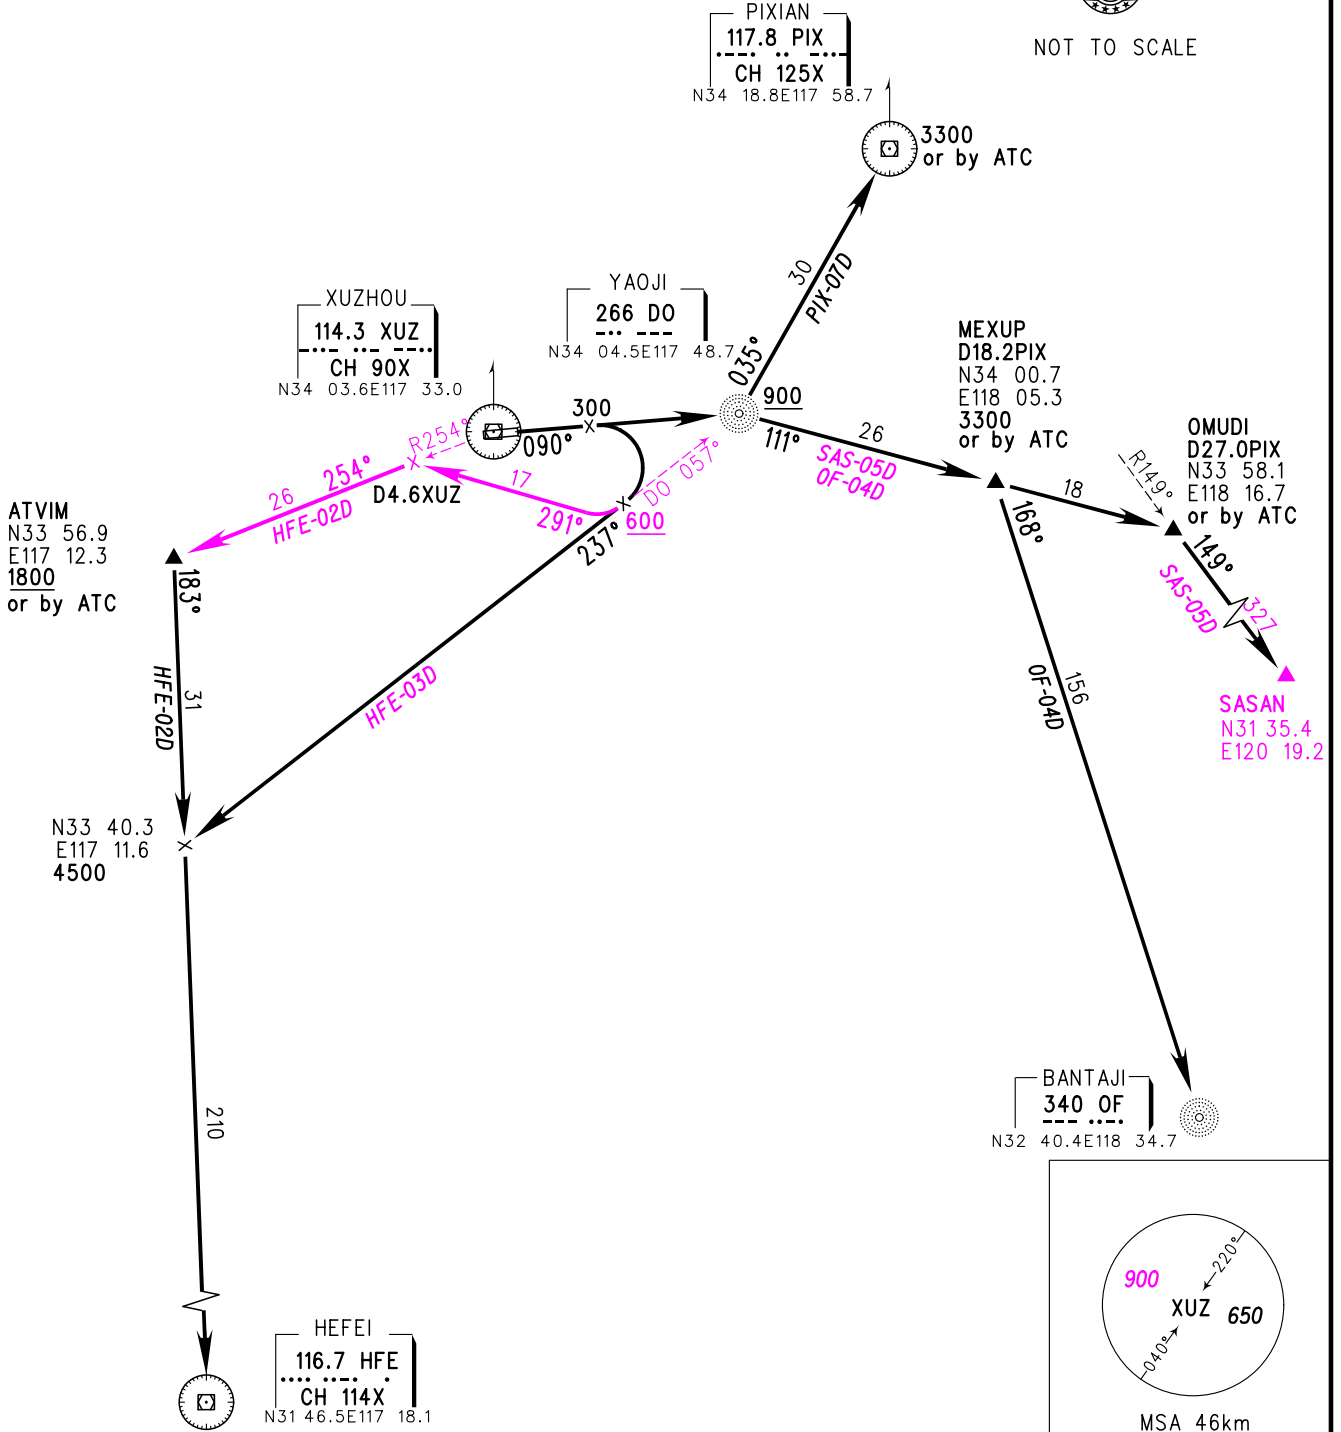 PIXIAN
117.8 PIX
CH 125X
N34 18.8E117 58.7
NOT TO SCALE
3300
or by ATC
30
PIX-07D
035°
YAOJI
266 DO
N34 04.5E117 48.7
XUZHOU
114.3 XUZ
CH 90X
N34 03.6E117 33.0
MEXUP
D18.2PIX
N34 00.7
E118 05.3
3300
or by ATC
900
300
090°
111°
26
SAS-05D
OF-04D
18
OMUDI
D27.0PIX
N33 58.1
E118 16.7
or by ATC
R149°
149°
SAS-05D
327
SASAN
N31 35.4
E120 19.2
168°
156
OF-04D
R254°
254°
26
HFE-02D
D4.6XUZ
17
291°
DO 057°
600
237°
HFE-03D
ATVIM
N33 56.9
E117 12.3
1800
or by ATC
183°
31
HFE-02D
N33 40.3
E117 11.6
4500
210
BANTAJI
340 OF
N32 40.4E118 34.7
HEFEI
116.7 HFE
CH 114X
N31 46.5E117 18.1
220°
900
XUZ
650
040°
MSA 46km